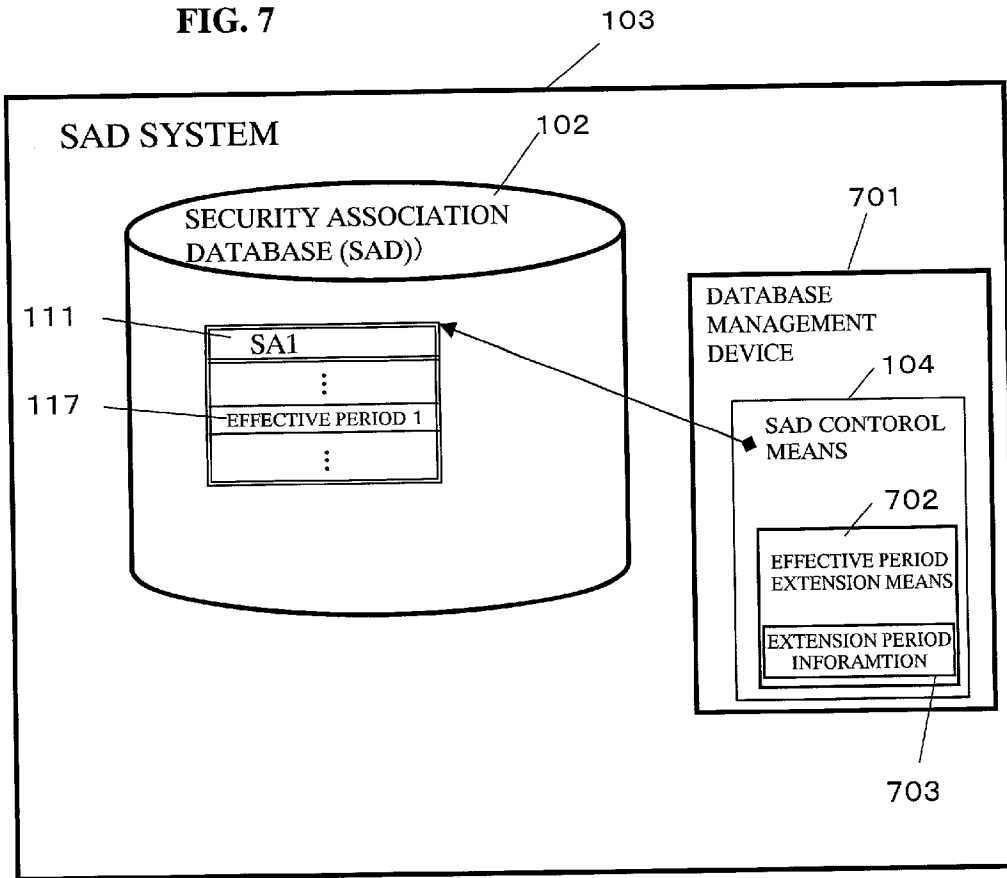 FIG. 7
103
SAD SYSTEM
102
SECURITY ASSOCIATION
DATABASE (SAD)）
701
DATABASE
MANAGEMENT
DEVICE
111
SA1
⋮
117
EFFECTIVE PERIOD 1
⋮
104
SAD CONTOROL
MEANS
702
EFFECTIVE PERIOD
EXTENSION MEANS
EXTENSION PERIOD
INFORAMTION
703